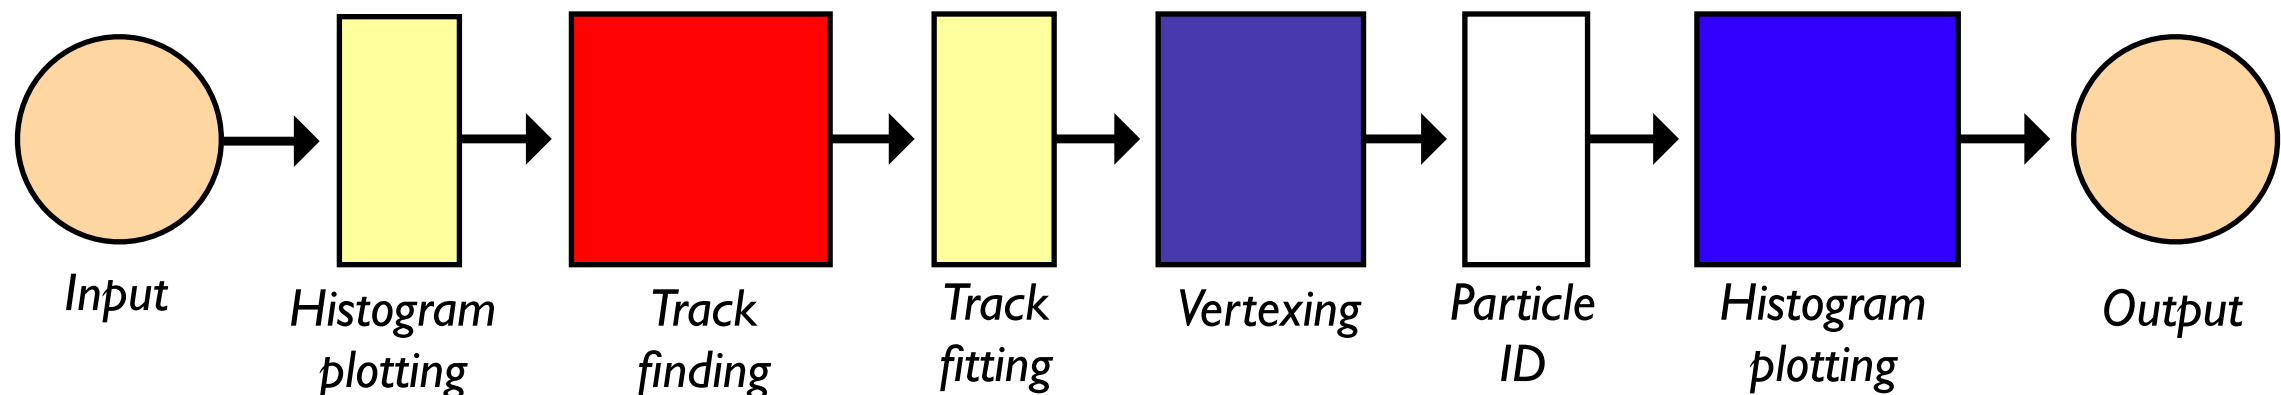 Input
Histogram
plotting
Track
finding
Track
fitting
Vertexing
Particle
ID
Histogram
plotting
Output